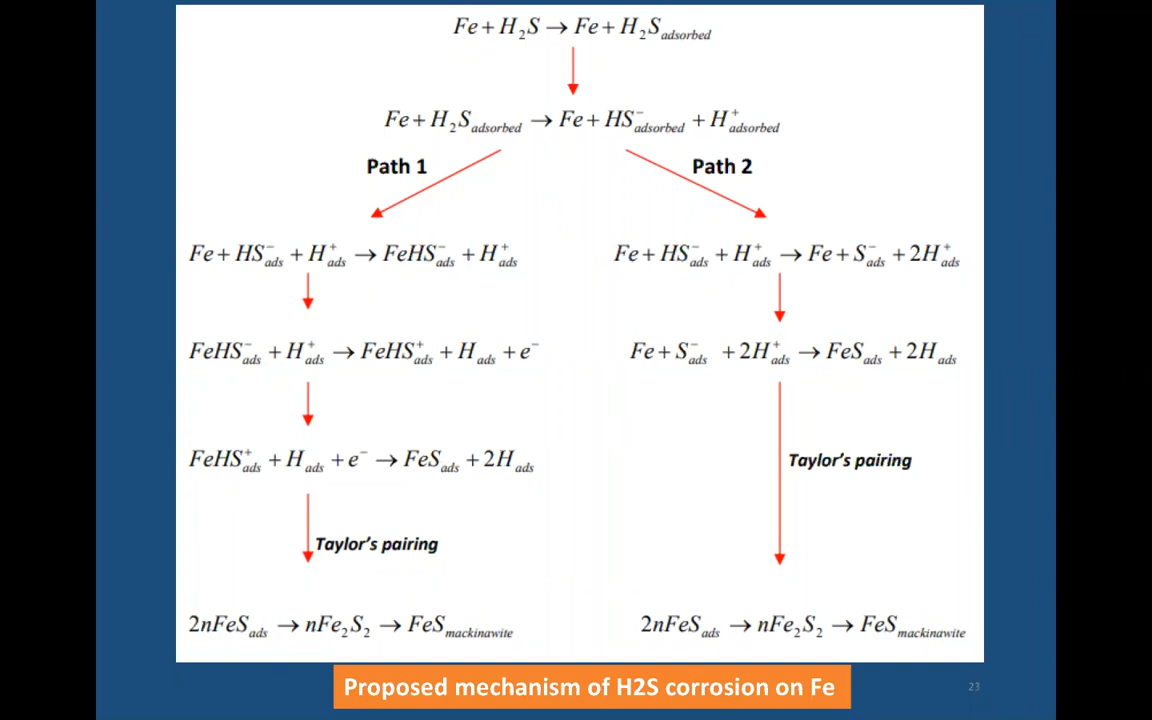 Fe + H₂S → Fe + H₂S_adsorbed
Fe + H₂S_adsorbed → Fe + HS⁻_adsorbed + H⁺_adsorbed
Path 1
Path 2
Fe + HS⁻_ads + H⁺_ads → FeHS⁻_ads + H⁺_ads
FeHS⁻_ads + H⁺_ads → FeHS⁺_ads + H_ads + e⁻
FeHS⁺_ads + H_ads + e⁻ → FeS_ads + 2H_ads
Taylor's pairing
2nFeS_ads → nFe₂S₂ → FeS_mackinawite
Fe + HS⁻_ads + H⁺_ads → Fe + S⁻_ads + 2H⁺_ads
Fe + S⁻_ads + 2H⁺_ads → FeS_ads + 2H_ads
Taylor's pairing
2nFeS_ads → nFe₂S₂ → FeS_mackinawite
Proposed mechanism of H2S corrosion on Fe
23